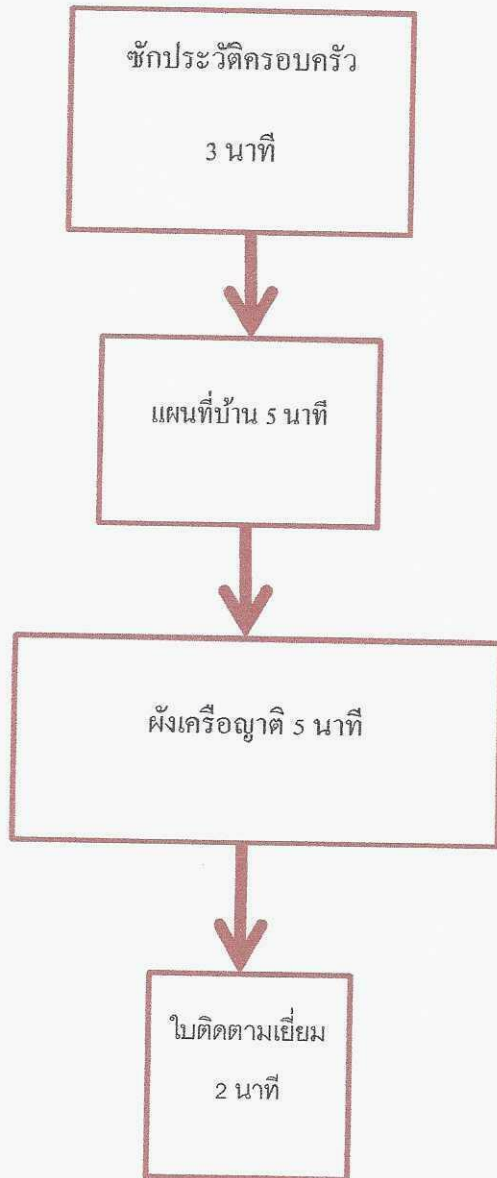 ซักประวัติครอบครัว
3 นาที
แผนที่บ้าน 5 นาที
ผังเครือญาติ 5 นาที
ใบติดตามเยี่ยม
2 นาที